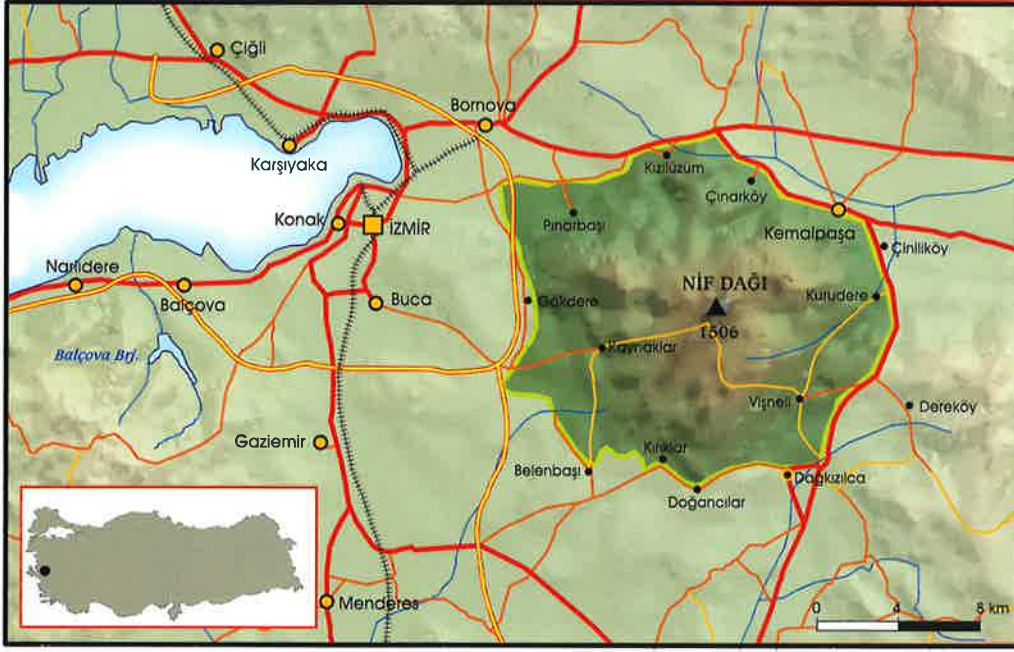 Çiğli
Bornova
Karşıyaka
Kızılüzüm
Çınarköy
Pınarbaşı
Konak
İZMİR
Kemalpaşa
Çiniliköy
Narlıdere
Balçova
Buca
Gökdere
NİF DAĞI
1506
Kurudere
Balçova Brj.
Kaynaklar
Vişneli
Dereköy
Gaziemir
Kırıklar
Belenbaşı
Dağkızılca
Doğancılar
Menderes
0 4 8 km